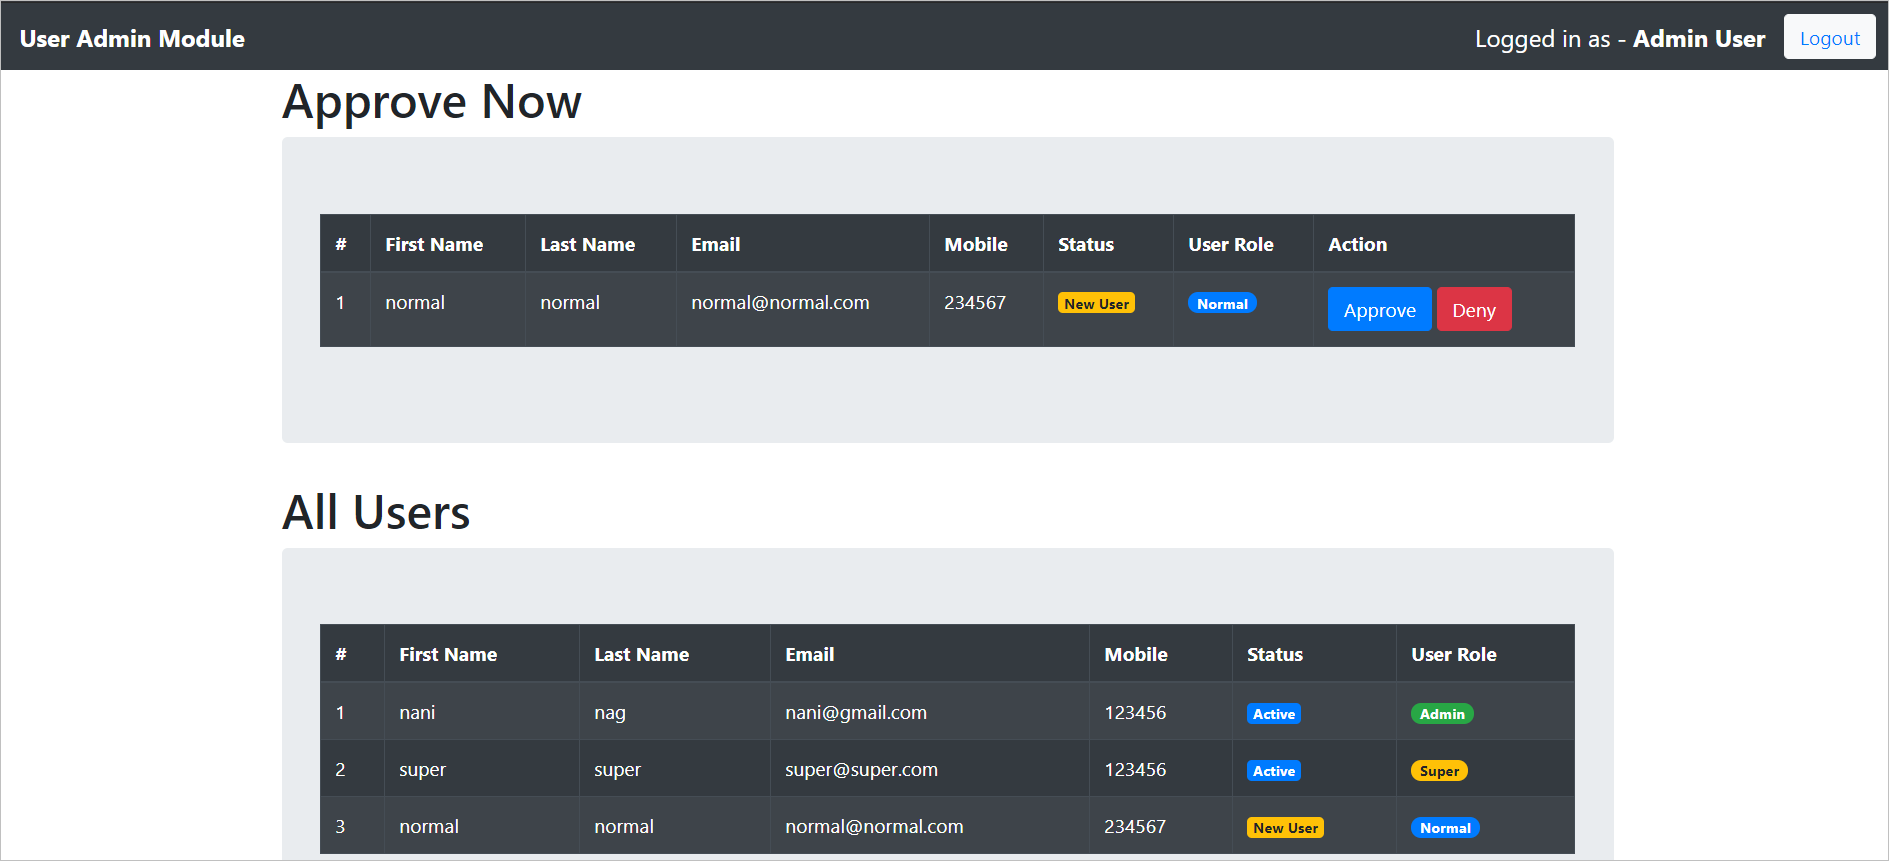 User Admin Module Logged in as - Admin User Logout
Approve Now
# First Name Last Name Email Mobile Status User Role Action
1 normal normal normal@normal.com 234567 New User Normal Approve Deny
All Users
# First Name Last Name Email Mobile Status User Role
1 nani nag nani@gmail.com 123456 Active Admin
2 super super super@super.com 123456 Active Super
3 normal normal normal@normal.com 234567 New User Normal